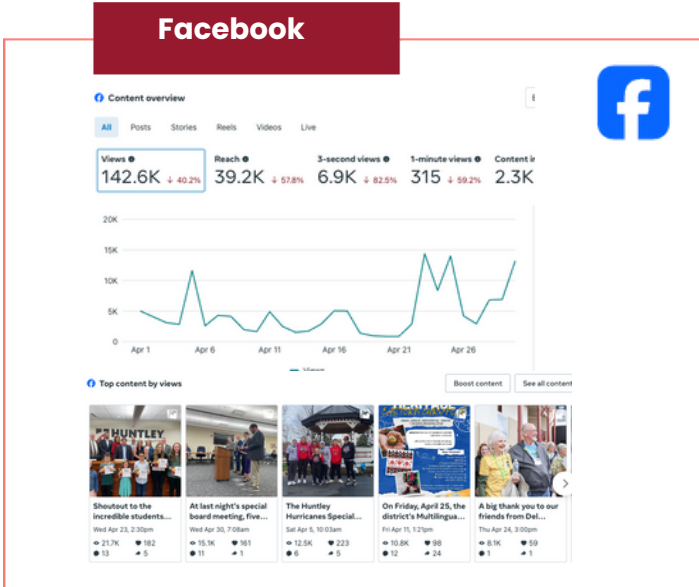 Facebook
Content overview
All Posts Stories Reels Videos Live
Views Reach 3-second views 1-minute views Content in
142.6K ↓ 40.2% 39.2K ↓ 57.8% 6.9K ↓ 82.5% 315 ↓ 59.2% 2.3K
20K
15K
10K
5K
0
Apr 1 Apr 6 Apr 11 Apr 16 Apr 21 Apr 26
Views
Top content by views
Boost content See all content
HUNTLEY
HERITAGE
Shoutout to the
incredible students...
Wed Apr 23, 2:30pm
21.7K 182
13 5
At last night's special
board meeting, five...
Wed Apr 30, 7:08am
15.1K 161
11 1
The Huntley
Hurricanes Special...
Sat Apr 5, 10:03am
12.5K 223
6 5
On Friday, April 25, the
district's Multilingua...
Fri Apr 11, 1:21pm
10.8K 98
12 24
A big thank you to our
friends from Del...
Thu Apr 24, 3:00pm
8.1K 59
1 1